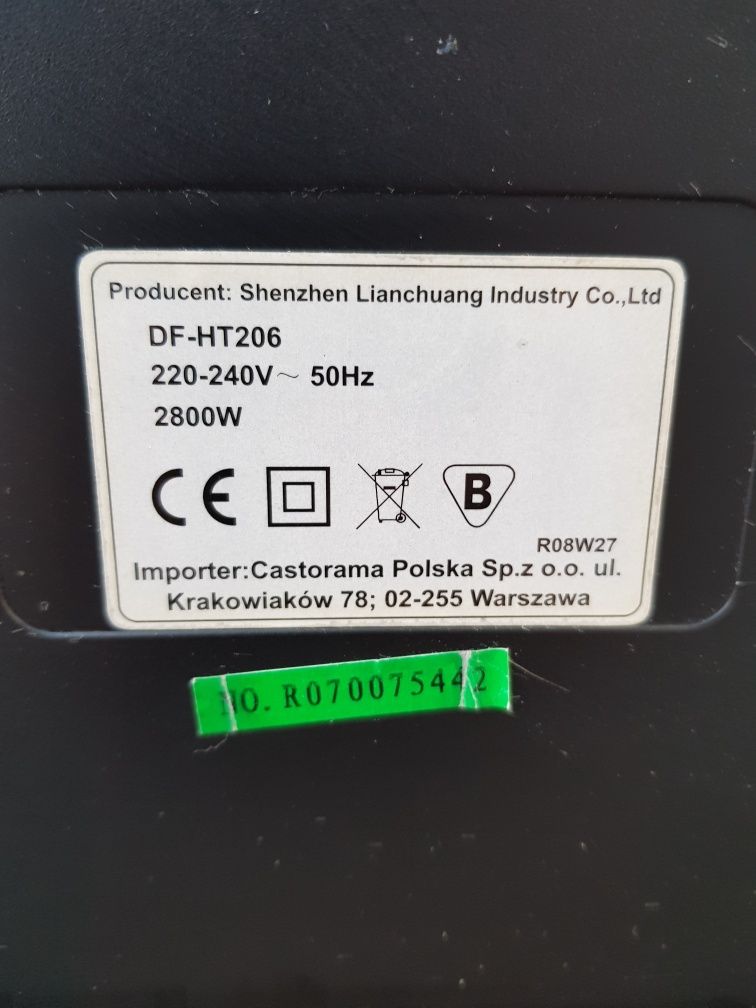 Producent: Shenzhen Lianchuang Industry Co.,Ltd
DF-HT206
220-240V~ 50Hz
2800W
CE
B
R08W27
Importer:Castorama Polska Sp.z o.o. ul.
Krakowiaków 78; 02-255 Warszawa
NO. R070075442